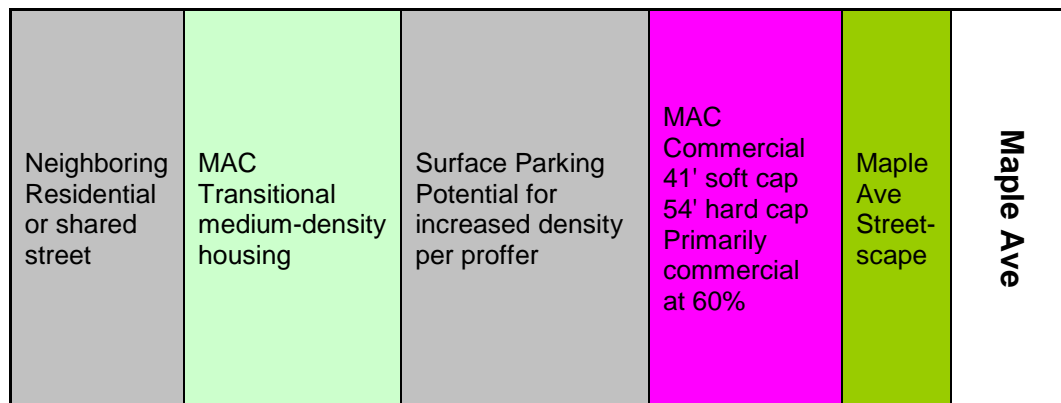 Neighboring
Residential
or shared
street
MAC
Transitional
medium-density
housing
Surface Parking
Potential for
increased density
per proffer
MAC
Commercial
41' soft cap
54' hard cap
Primarily
commercial
at 60%
Maple
Ave
Street-
scape
Maple Ave